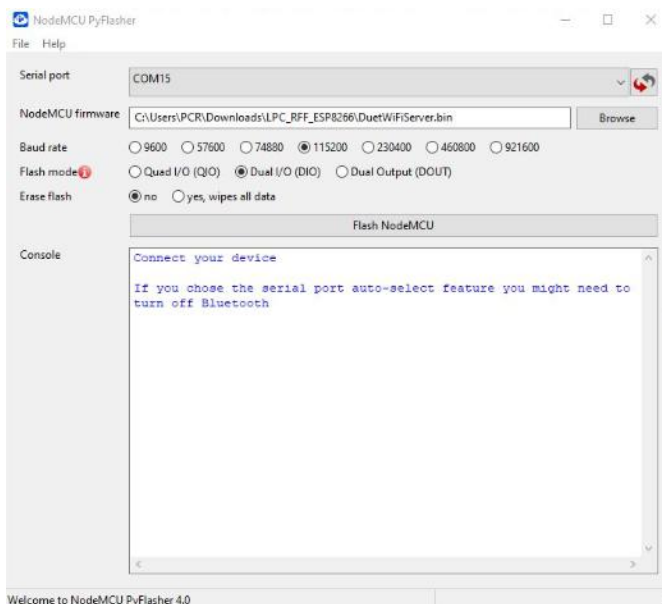 NodeMCU PyFlasher
File Help
Serial port COM15
NodeMCU firmware C:\Users\PCR\Downloads\LPC_RFF_ESP8266\DuetWiFiServer.bin Browse
Baud rate 9600 57600 74880 115200 230400 460800 921600
Flash mode Quad I/O (QIO) Dual I/O (DIO) Dual Output (DOUT)
Erase flash no yes, wipes all data
Flash NodeMCU
Console Connect your device
If you chose the serial port auto-select feature you might need to
turn off Bluetooth
Welcome to NodeMCU PyFlasher 4.0